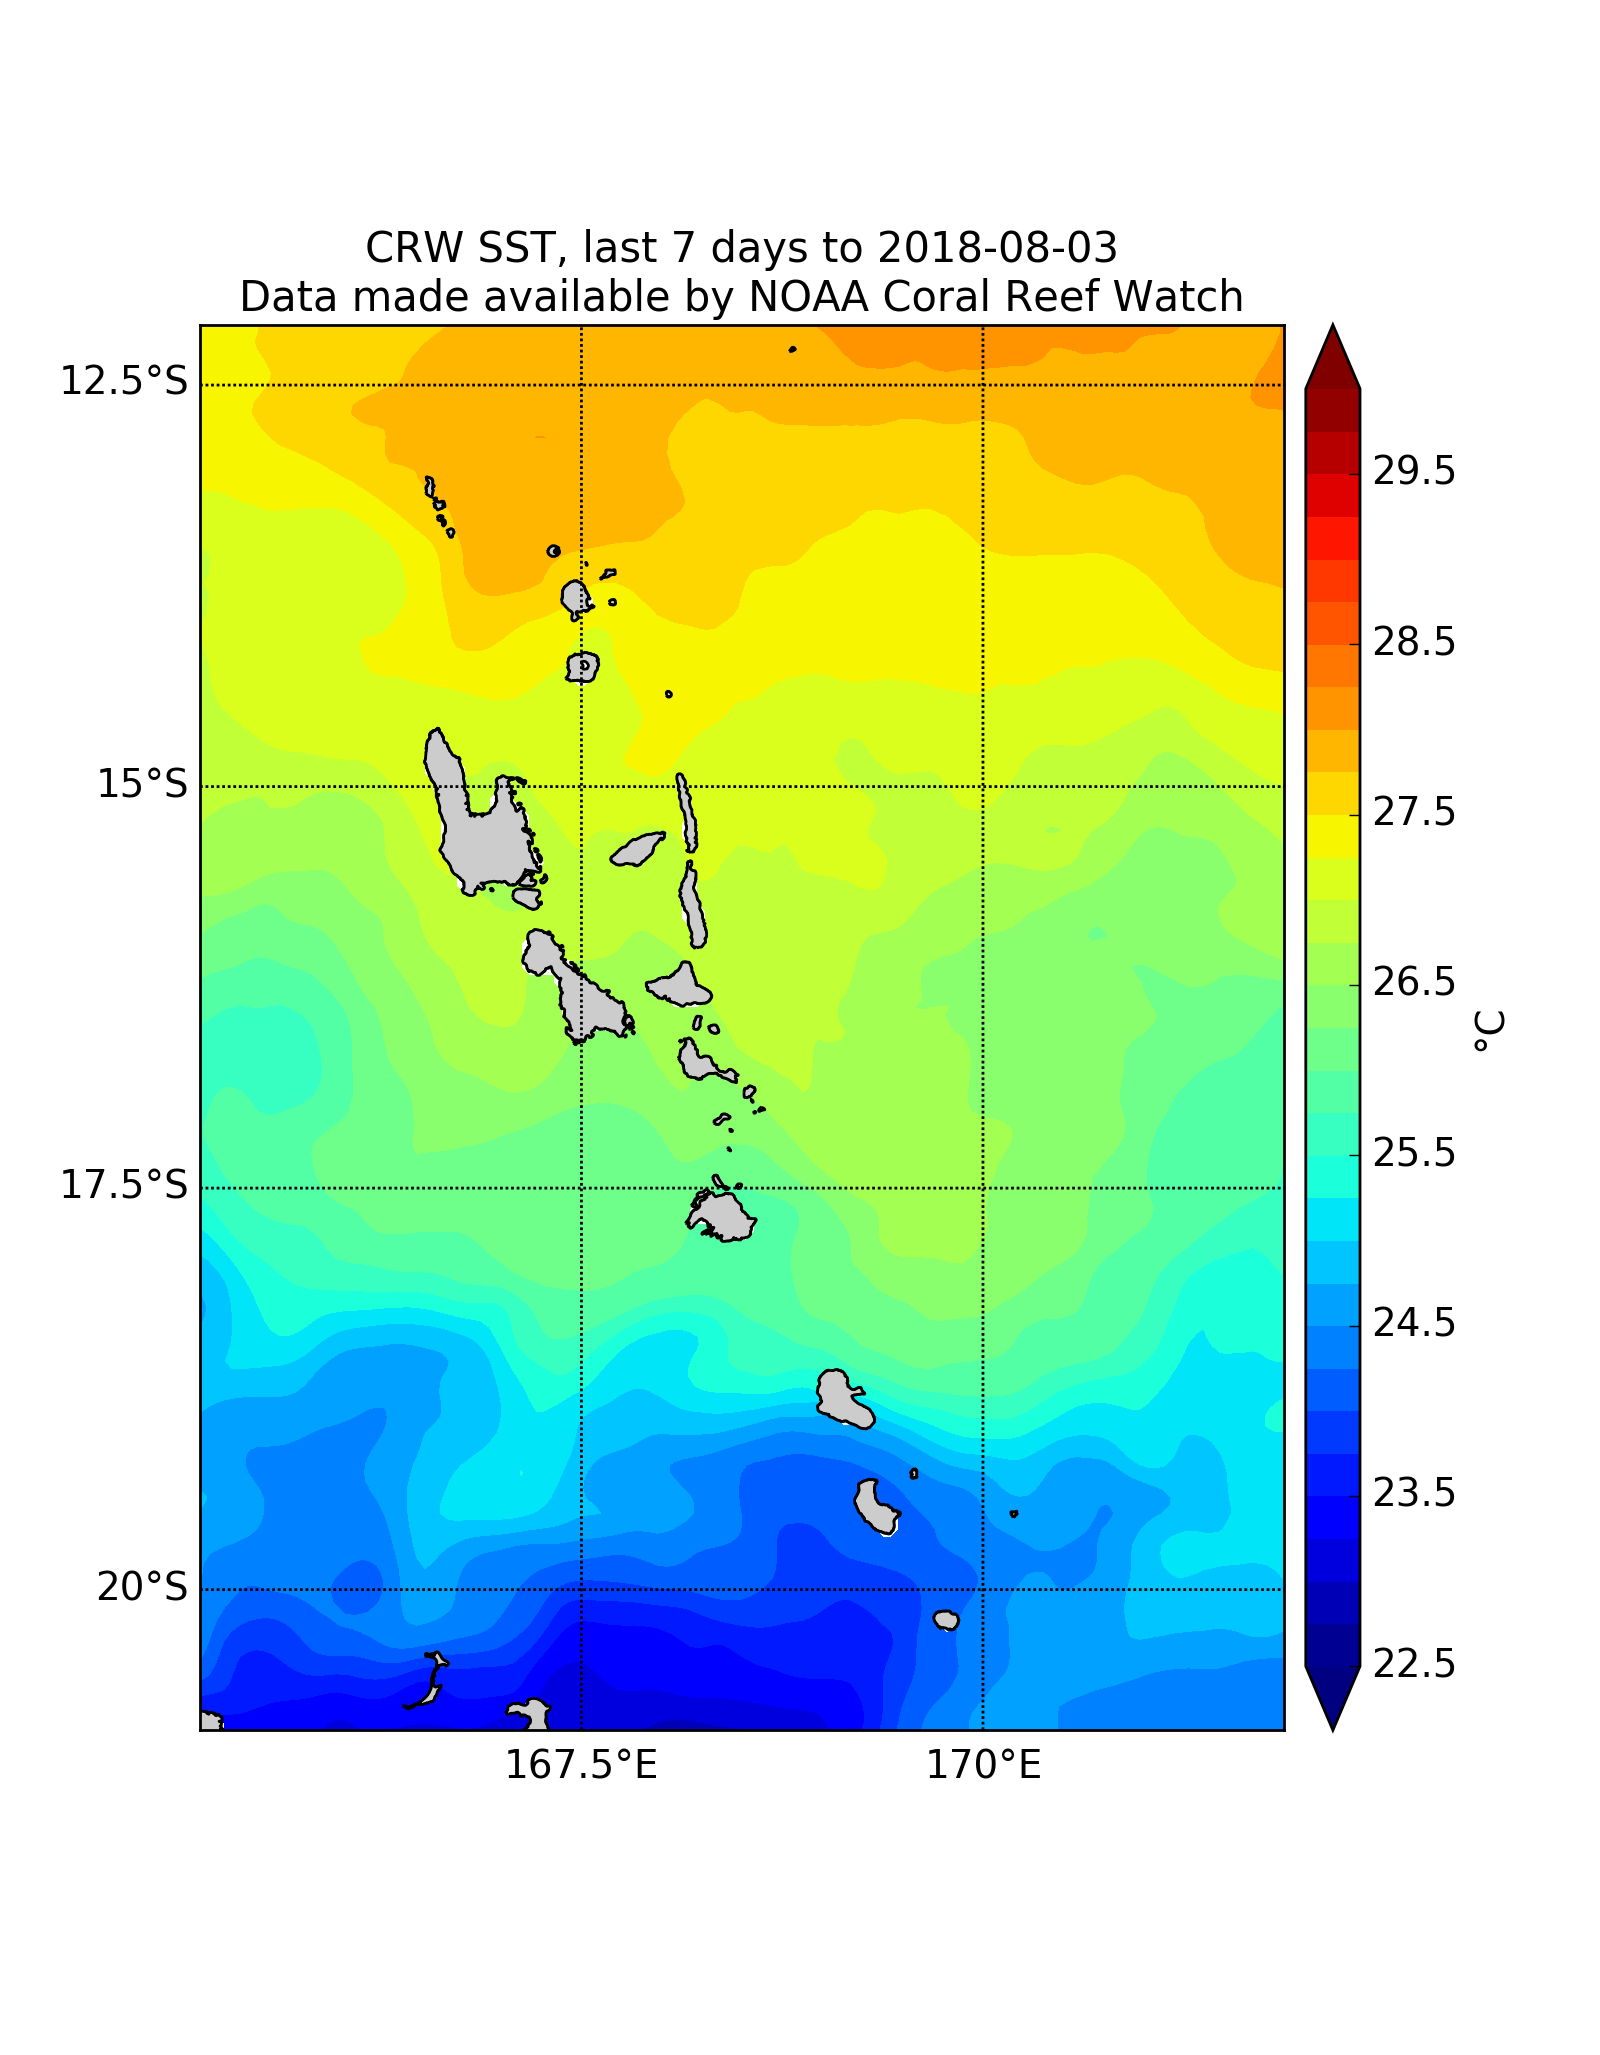 CRW SST, last 7 days to 2018-08-03
Data made available by NOAA Coral Reef Watch
12.5°S
15°S
17.5°S
20°S
167.5°E
170°E
29.5
28.5
27.5
26.5
25.5
24.5
23.5
22.5
°C